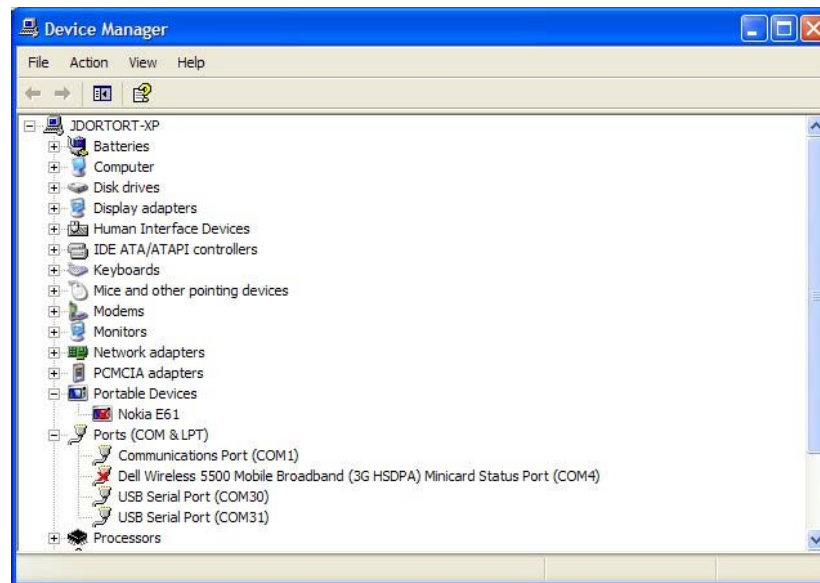 Device Manager
File Action View Help
JDORTORT-XP
Batteries
Computer
Disk drives
Display adapters
Human Interface Devices
IDE ATA/ATAPI controllers
Keyboards
Mice and other pointing devices
Modems
Monitors
Network adapters
PCMCIA adapters
Portable Devices
Nokia E61
Ports (COM & LPT)
Communications Port (COM1)
Dell Wireless 5500 Mobile Broadband (3G HSDPA) Minicard Status Port (COM4)
USB Serial Port (COM30)
USB Serial Port (COM31)
Processors